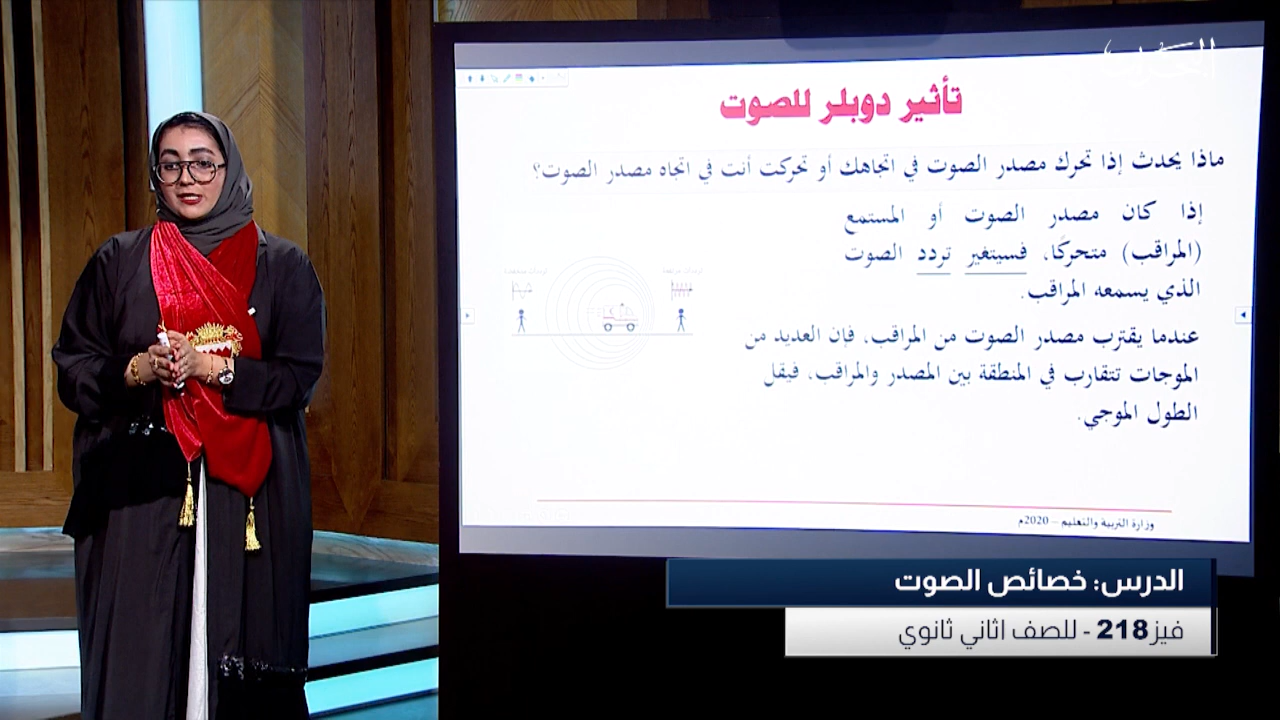 تأثير دوبلر للصوت
ماذا يحدث إذا تحرك مصدر الصوت في اتجاهك أو تحركت أنت في اتجاه مصدر الصوت؟
إذا كان مصدر الصوت أو المستمع
(المراقب) متحركًا، فسيتغير تردد الصوت
الذي يسمعه المراقب.
عندما يقترب مصدر الصوت من المراقب، فإن العديد من
الموجات تتقارب في المنطقة بين المصدر والمراقب، فيقل
الطول الموجي.
وزارة التربية والتعليم – 2020م
الدرس: خصائص الصوت
فيز218 - للصف اثاني ثانوي